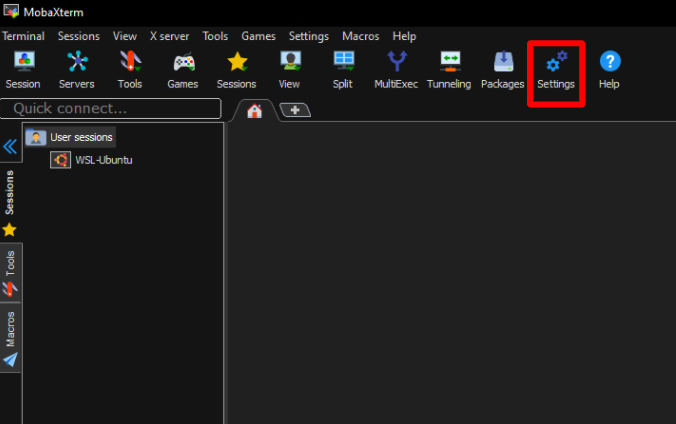 MobaXterm
Terminal Sessions View X server Tools Games Settings Macros Help
Session Servers Tools Games Sessions View Split MultiExec Tunneling Packages Settings Help
Quick connect...
User sessions
WSL-Ubuntu
Sessions
Tools
Macros